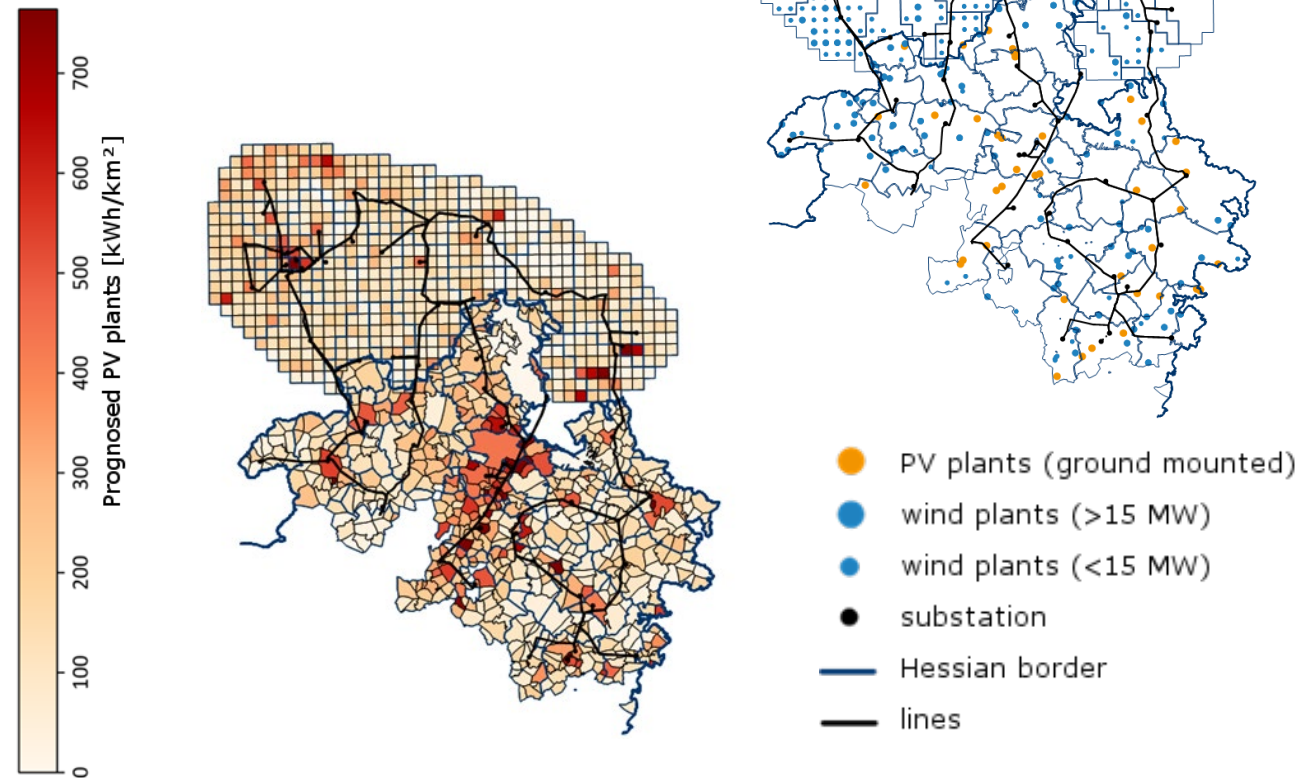 700
600
500
400
300
200
100
0
Prognosed PV plants [kWh/km²]
PV plants (ground mounted)
wind plants (>15 MW)
wind plants (<15 MW)
substation
Hessian border
lines